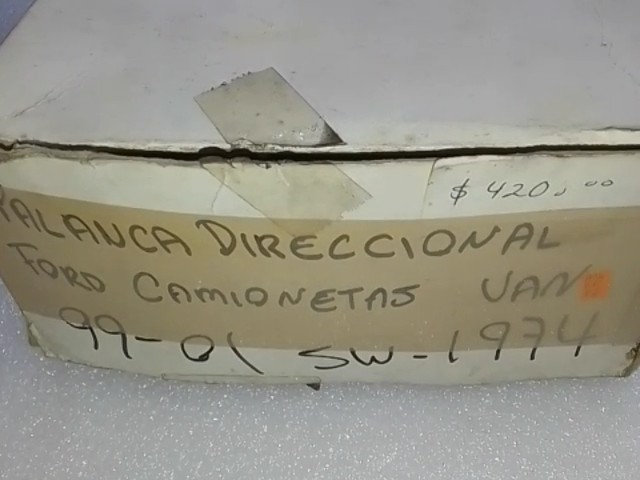 $ 420.00
PALANCA DIRECCIONAL
FORD CAMIONETAS VAN
99-01 SW-1974